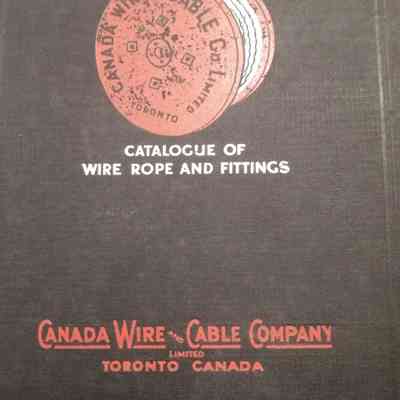 CANADA WIRE CABLE CO. LIMITED
TORONTO
CATALOGUE OF
WIRE ROPE AND FITTINGS
CANADA WIRE AND CABLE COMPANY
LIMITED
TORONTO CANADA